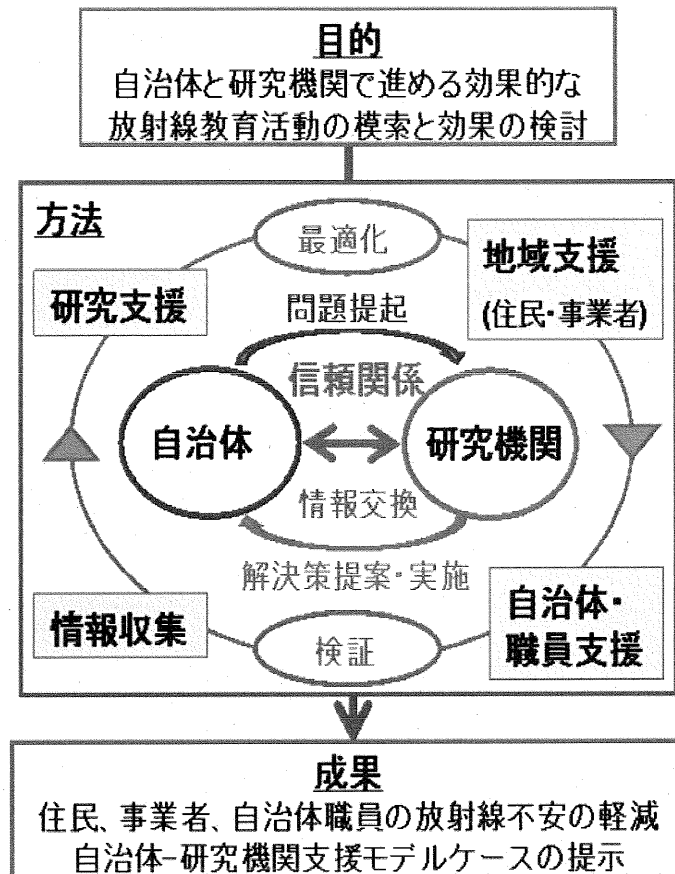 目的
自治体と研究機関で進める効果的な
放射線教育活動の模索と効果の検討
方法
最適化
地域支援
(住民・事業者)
研究支援
問題提起
信頼関係
自治体
研究機関
情報交換
解決策提案・実施
情報収集
検証
自治体・
職員支援
成果
住民、事業者、自治体職員の放射線不安の軽減
自治体-研究機関支援モデルケースの提示